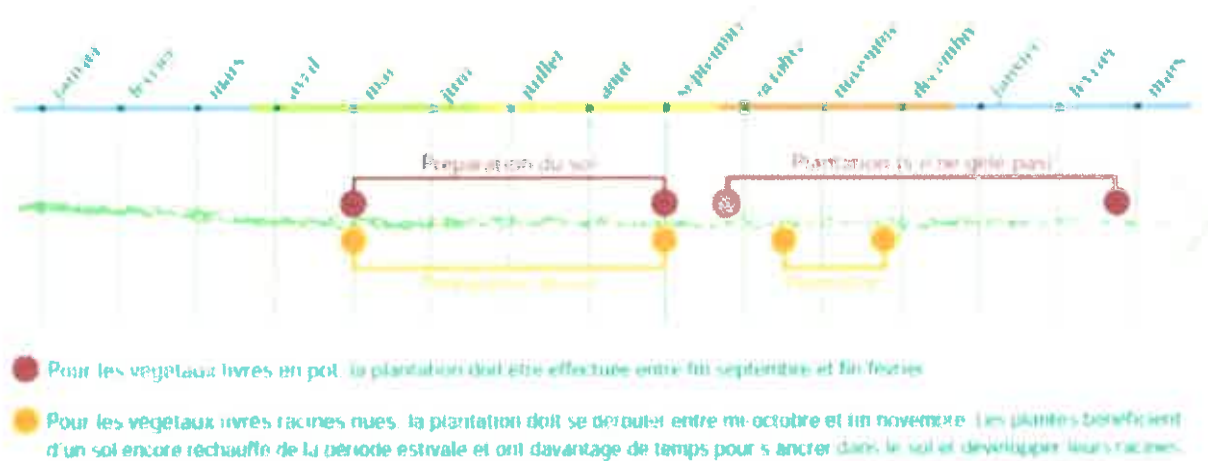 janvier février mars avril mai juin juillet août septembre octobre novembre décembre janvier février mars
Préparation du sol
Plantation (s'il ne gèle pas)
Préparation du sol
Plantation
Pour les végétaux livrés en pot, la plantation doit être effectuée entre fin septembre et fin février
Pour les végétaux livrés racines nues, la plantation doit se dérouler entre mi-octobre et fin novembre. Les plantes bénéficient
d'un sol encore réchauffé de la période estivale et ont davantage de temps pour s'ancrer dans le sol et développer leurs racines.